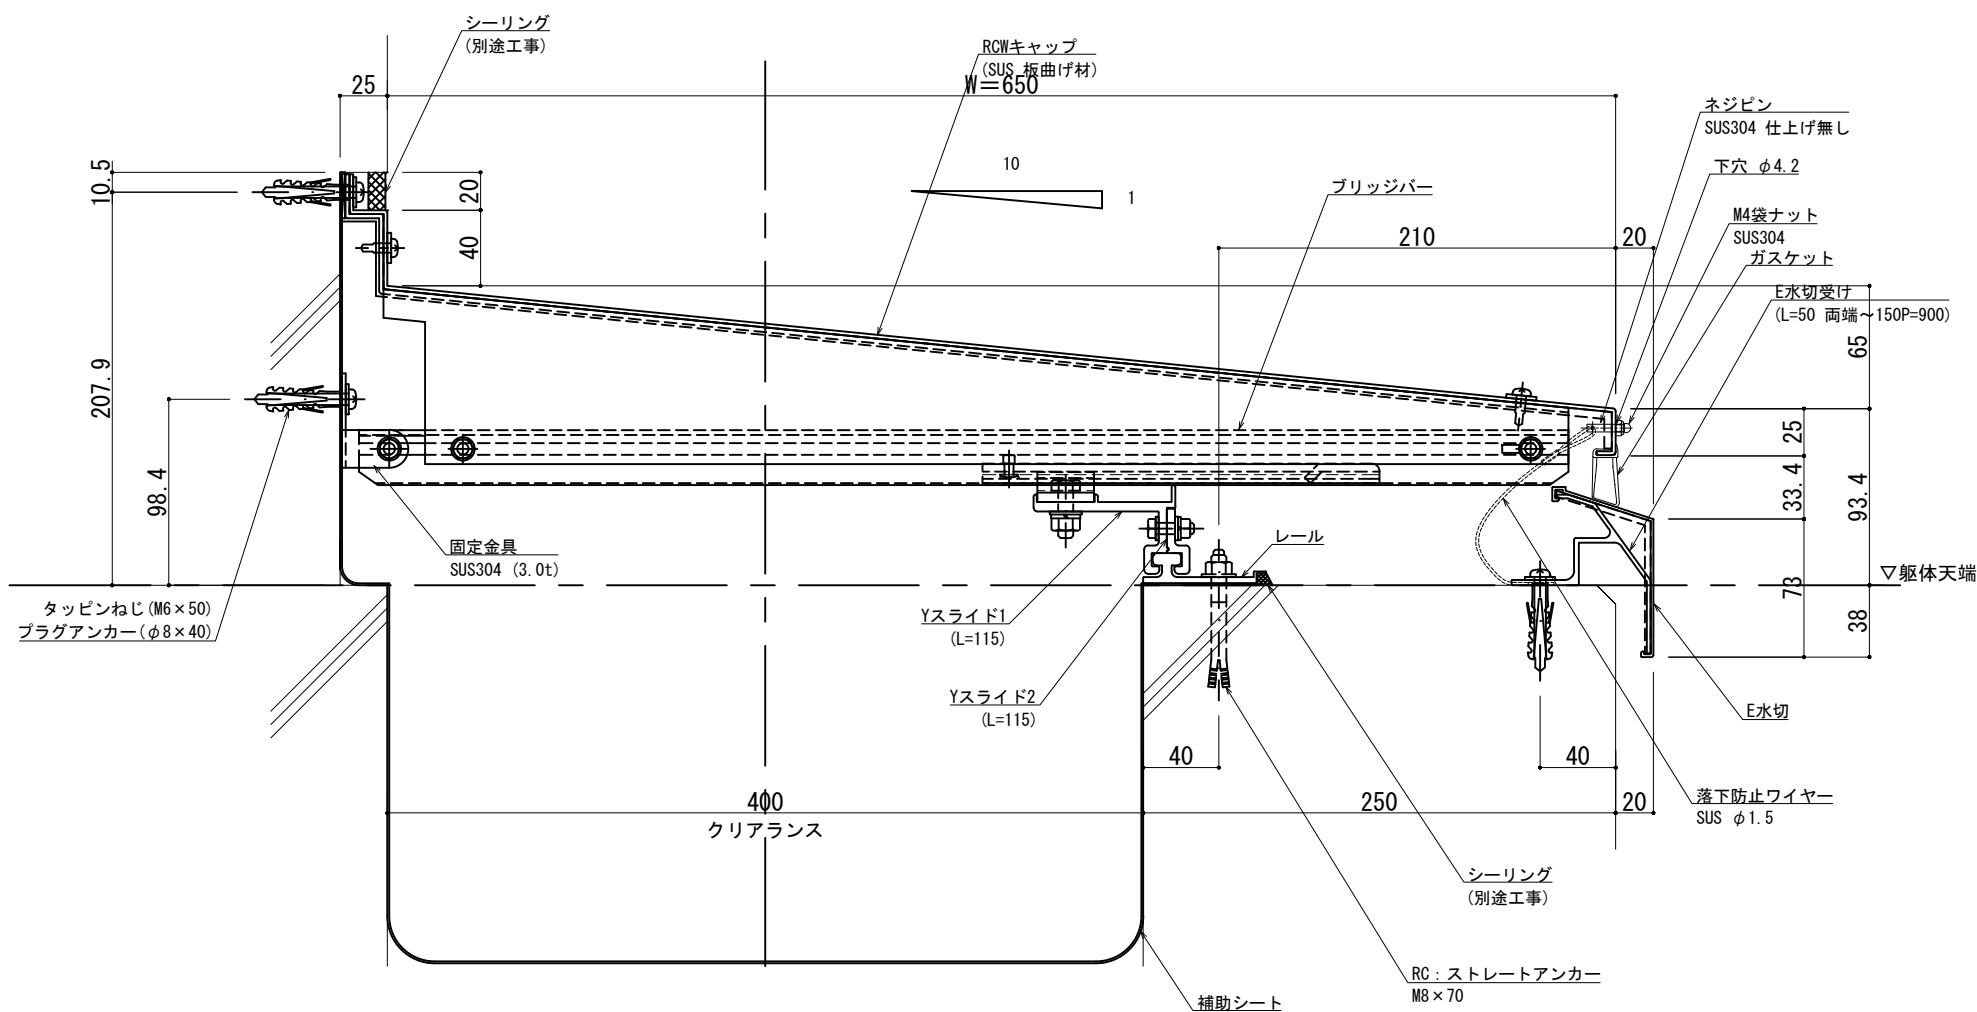 シーリング
(別途工事)
RCWキャップ
(SUS 板曲げ材)
25
W=650
ネジピン
SUS304 仕上げ無し
10.5
10
1
20
40
ブリッジバー
下穴 φ4.2
M4袋ナット
SUS304
210
20
ガスケット
E水切受け
(L=50 両端～150P=900)
65
207.9
98.4
25
33.4
93.4
73
38
固定金具
SUS304 (3.0t)
レール
▽躯体天端
タッピンねじ(M6×50)
プラグアンカー(φ8×40)
Yスライド1
(L=115)
Yスライド2
(L=115)
E水切
40
40
400
クリアランス
250
20
落下防止ワイヤー
SUS φ1.5
シーリング
(別途工事)
RC：ストレートアンカー
M8×70
補助シート